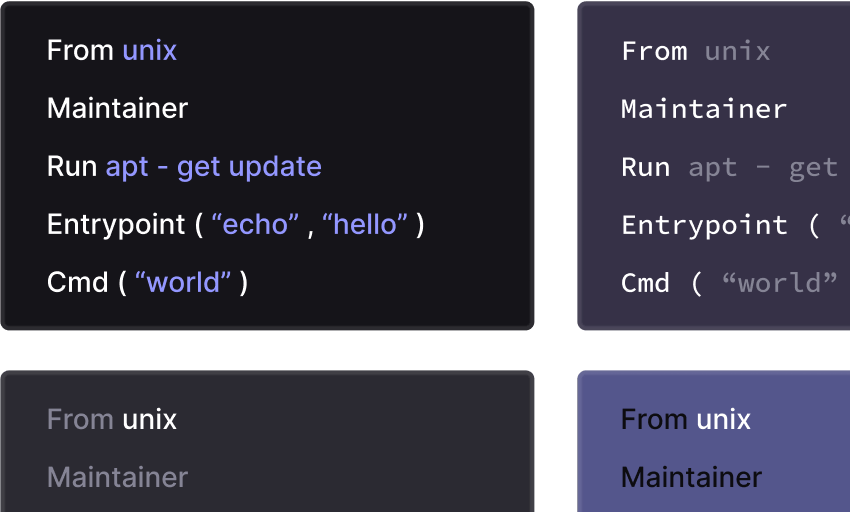 From unix
Maintainer
Run apt - get update
Entrypoint ( “echo” , “hello” )
Cmd ( “world” )
From unix
Maintainer
Run apt - get
Entrypoint ( “
Cmd ( “world”
From unix
Maintainer
From unix
Maintainer